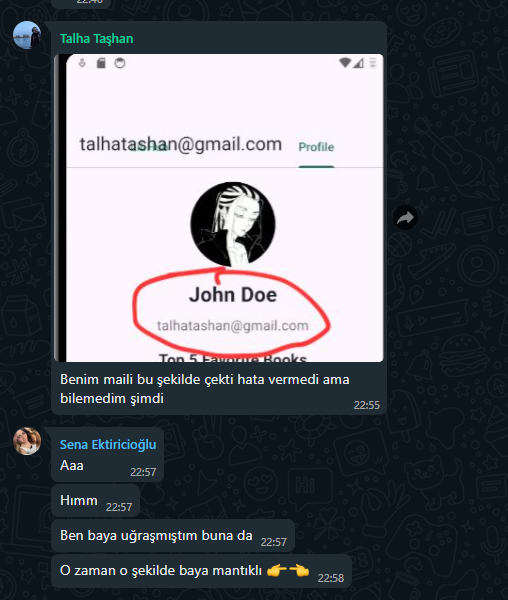 Talha Taşhan
talhatashan@gmail.com
Profile
John Doe
talhatashan@gmail.com
Top 5 Favorite Books
Benim maili bu şekilde çekti hata vermedi ama
bilemedim şimdi
22:55
Sena Ektiricioğlu
Aaa
22:57
Hımm
22:57
Ben baya uğraşmıştım buna da
22:57
O zaman o şekilde baya mantıklı 👉👈
22:58